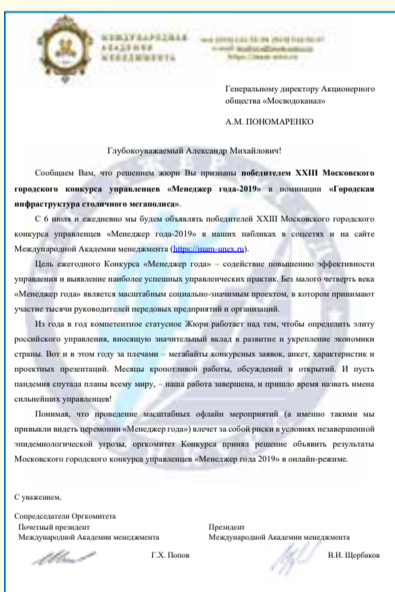 МЕЖДУНАРОДНАЯ
АКАДЕМИЯ
МЕНЕДЖМЕНТА
Генеральному директору Акционерного
общества «Мосводоканал»
А.М. ПОНОМАРЕНКО
Глубокоуважаемый Александр Михайлович!
Сообщаем Вам, что решением жюри Вы признаны победителем XXIII Московского
городского конкурса управленцев «Менеджер года-2019» в номинации «Городская
инфраструктура столичного мегаполиса».
С 6 июля и ежедневно мы будем объявлять победителей XXIII Московского городского
конкурса управленцев «Менеджер года-2019» в наших пабликах в соцсетях и на сайте
Международной Академии менеджмента (https://mam-unex.ru).
Цель ежегодного Конкурса «Менеджер года» – содействие повышению эффективности
управления и выявление наиболее успешных управленческих практик. Без малого четверть века
«Менеджер года» является масштабным социально-значимым проектом, в котором принимают
участие тысячи руководителей передовых предприятий и организаций.
Из года в год компетентное статусное Жюри работает над тем, чтобы определить элиту
российского управления, вносящую значительный вклад в развитие и укрепление экономики
страны. Вот и в этом году за плечами – мегабайты конкурсных заявок, анкет, характеристик и
проектных презентаций. Месяцы кропотливой работы, обсуждений и открытий. И пусть
пандемия спутала планы всему миру, – наша работа завершена, и пришло время назвать имена
сильнейших управленцев!
Понимая, что проведение масштабных офлайн мероприятий (а именно такими мы
привыкли видеть церемонии «Менеджер года») влечет за собой риски в условиях незавершенной
эпидемиологической угрозы, оргкомитет Конкурса принял решение объявить результаты
Московского городского конкурса управленцев «Менеджер года 2019» в онлайн-режиме.
С уважением,
Сопредседатели Оргкомитета
Почетный президент Президент
Международной Академии менеджмента Международной Академии менеджмента
Г.Х. Попов В.И. Щербаков